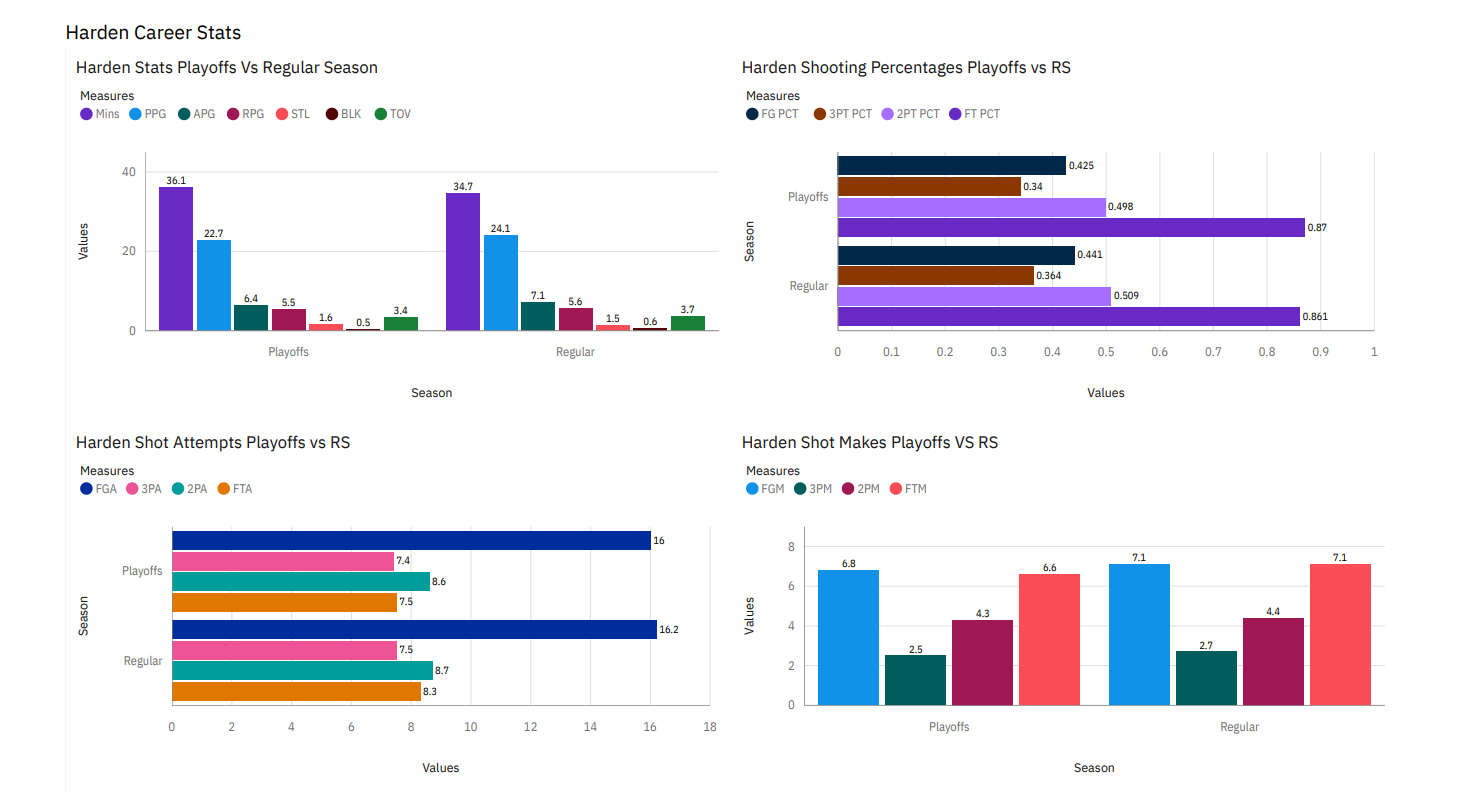 Harden Career Stats
Harden Stats Playoffs Vs Regular Season
Measures
Mins PPG APG RPG STL BLK TOV
Values
40
20
0
36.1
22.7
6.4
5.5
1.6
0.5
3.4
34.7
24.1
7.1
5.6
1.5
0.6
3.7
Playoffs Regular
Season
Harden Shooting Percentages Playoffs vs RS
Measures
FG PCT 3PT PCT 2PT PCT FT PCT
Season
Playoffs
0.425
0.34
0.498
0.87
Regular
0.441
0.364
0.509
0.861
0 0.1 0.2 0.3 0.4 0.5 0.6 0.7 0.8 0.9 1
Values
Harden Shot Attempts Playoffs vs RS
Measures
FGA 3PA 2PA FTA
Season
Playoffs
16
7.4
8.6
7.5
Regular
16.2
7.5
8.7
8.3
0 2 4 6 8 10 12 14 16 18
Values
Harden Shot Makes Playoffs VS RS
Measures
FGM 3PM 2PM FTM
Values
8
6
4
2
0
6.8
2.5
4.3
6.6
7.1
2.7
4.4
7.1
Playoffs Regular
Season